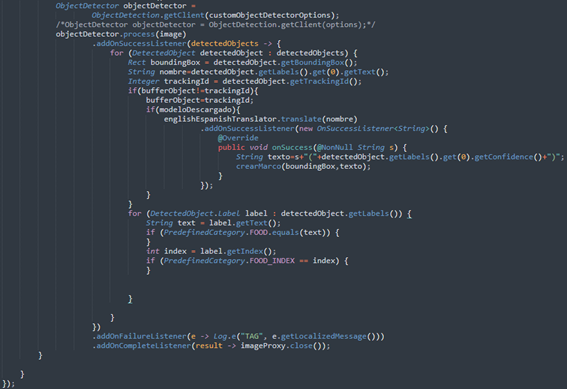 ObjectDetector objectDetector =
ObjectDetection.getClient(customObjectDetectorOptions);
/*ObjectDetector objectDetector = ObjectDetection.getClient(options);*/
objectDetector.process(image)
.addOnSuccessListener(detectedObjects -> {
for (DetectedObject detectedObject : detectedObjects) {
Rect boundingBox = detectedObject.getBoundingBox();
String nombre=detectedObject.getLabels().get(0).getText();
Integer trackingId = detectedObject.getTrackingId();
if(bufferObject!=trackingId){
bufferObject=trackingId;
if(modeloDescargado){
englishEspanishTranslator.translate(nombre)
.addOnSuccessListener(new OnSuccessListener<String>() {
@Override
public void onSuccess(@NonNull String s) {
String texto=s+"("+detectedObject.getLabels().get(0).getConfidence()+")";
crearMarco(boundingBox,texto);
}
});
}
}
for (DetectedObject.Label label : detectedObject.getLabels()) {
String text = label.getText();
if (PredefinedCategory.FOOD.equals(text)) {
}
int index = label.getIndex();
if (PredefinedCategory.FOOD_INDEX == index) {
}
}
}
})
.addOnFailureListener(e -> Log.e("TAG", e.getLocalizedMessage()))
.addOnCompleteListener(result -> imageProxy.close());
}
}
});